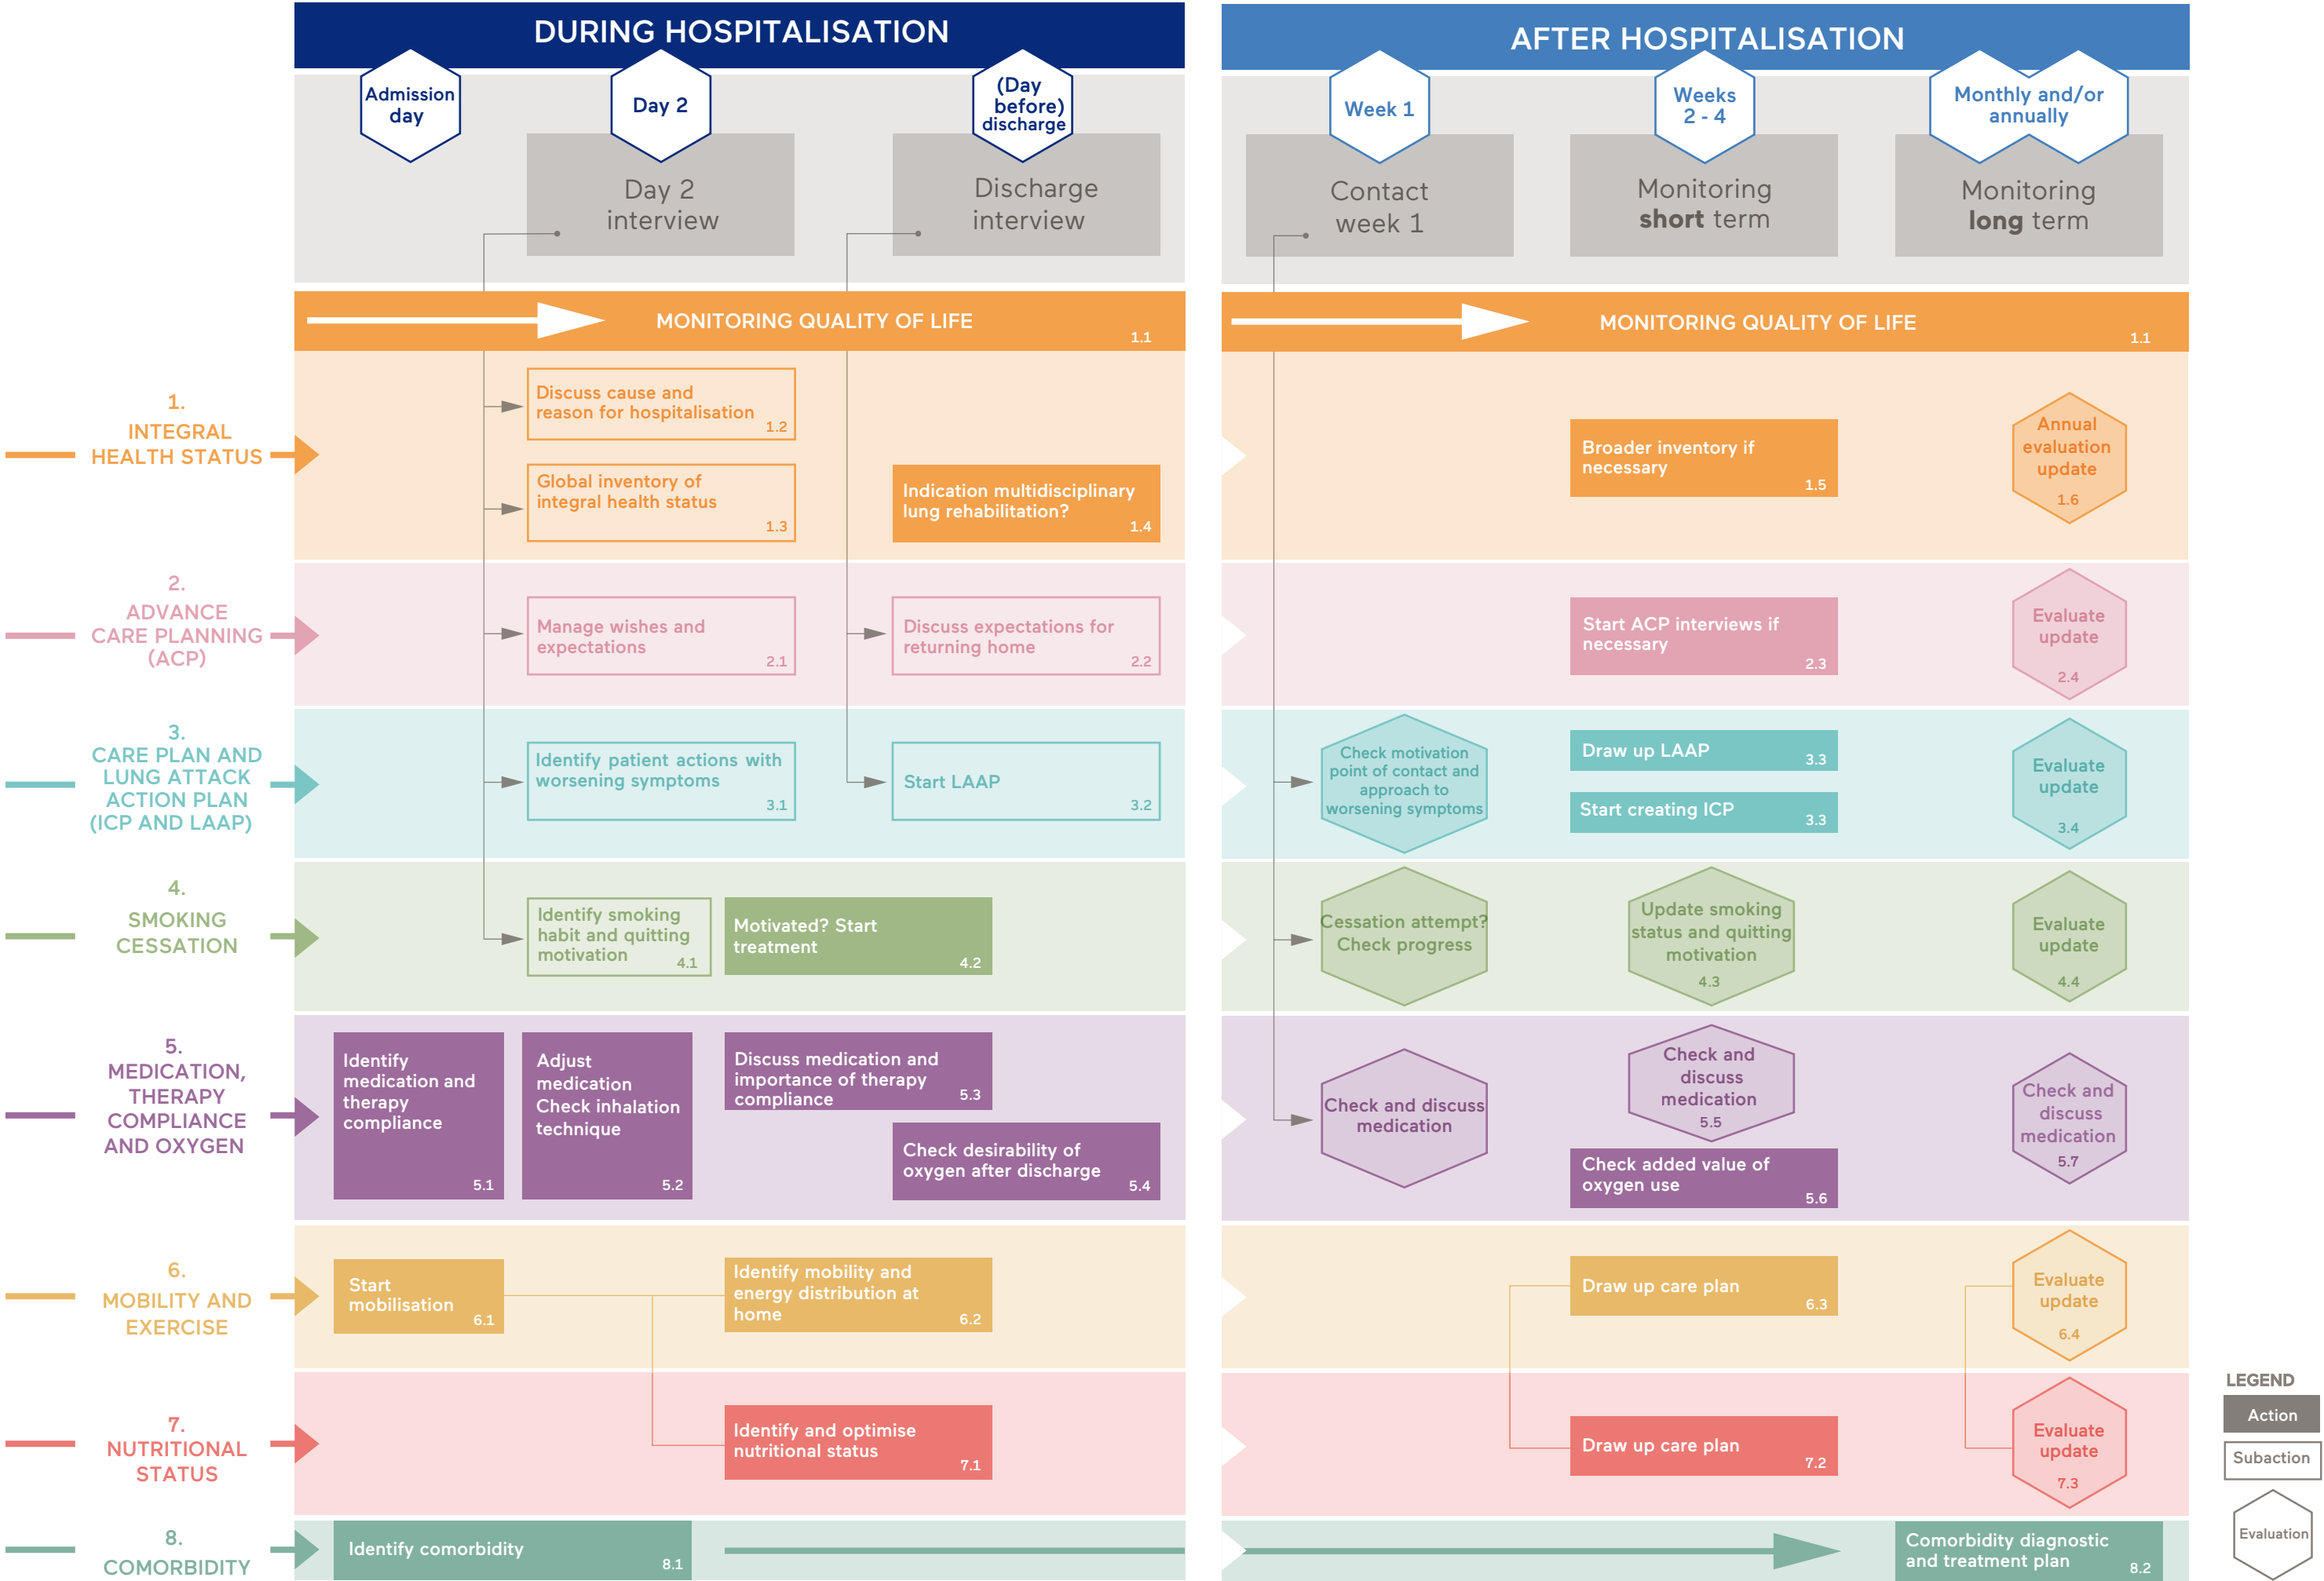 DURING HOSPITALISATION
Admission
day
Day 2
(Day
before)
discharge
Day 2
interview
Discharge
interview
AFTER HOSPITALISATION
Week 1
Weeks
2 - 4
Monthly and/or
annually
Contact
week 1
Monitoring
short term
Monitoring
long term
MONITORING QUALITY OF LIFE
1.1
MONITORING QUALITY OF LIFE
1.1
1.
INTEGRAL
HEALTH STATUS
Discuss cause and
reason for hospitalisation
1.2
Global inventory of
integral health status
1.3
Indication multidisciplinary
lung rehabilitation?
1.4
Broader inventory if
necessary
1.5
Annual
evaluation
update
1.6
2.
ADVANCE
CARE PLANNING
(ACP)
Manage wishes and
expectations
2.1
Discuss expectations for
returning home
2.2
Start ACP interviews if
necessary
2.3
Evaluate
update
2.4
3.
CARE PLAN AND
LUNG ATTACK
ACTION PLAN
(ICP AND LAAP)
Identify patient actions with
worsening symptoms
3.1
Start LAAP
3.2
Check motivation
point of contact and
approach to
worsening symptoms
Draw up LAAP
3.3
Start creating ICP
3.3
Evaluate
update
3.4
4.
SMOKING
CESSATION
Identify smoking
habit and quitting
motivation
4.1
Motivated? Start
treatment
4.2
Cessation attempt?
Check progress
Update smoking
status and quitting
motivation
4.3
Evaluate
update
4.4
5.
MEDICATION,
THERAPY
COMPLIANCE
AND OXYGEN
Identify
medication and
therapy
compliance
5.1
Adjust
medication
Check inhalation
technique
5.2
Discuss medication and
importance of therapy
compliance
5.3
Check desirability of
oxygen after discharge
5.4
Check and discuss
medication
Check and
discuss
medication
5.5
Check added value of
oxygen use
5.6
Check and
discuss
medication
5.7
6.
MOBILITY AND
EXERCISE
Start
mobilisation
6.1
Identify mobility and
energy distribution at
home
6.2
Draw up care plan
6.3
Evaluate
update
6.4
7.
NUTRITIONAL
STATUS
Identify and optimise
nutritional status
7.1
Draw up care plan
7.2
Evaluate
update
7.3
8.
COMORBIDITY
Identify comorbidity
8.1
Comorbidity diagnostic
and treatment plan
8.2
LEGEND
Action
Subaction
Evaluation